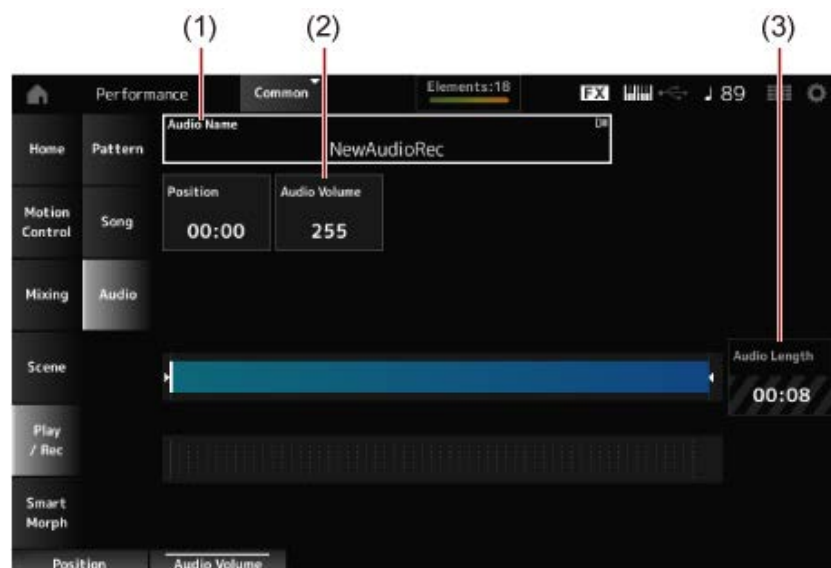 (1) (2) (3)
Performance Common Elements:18 FX 89
Home Pattern Audio Name
NewAudioRec
Motion Control Song Position Audio Volume
00:00 255
Mixing Audio
Scene Audio Length
00:08
Play / Rec
Smart Morph
Position Audio Volume